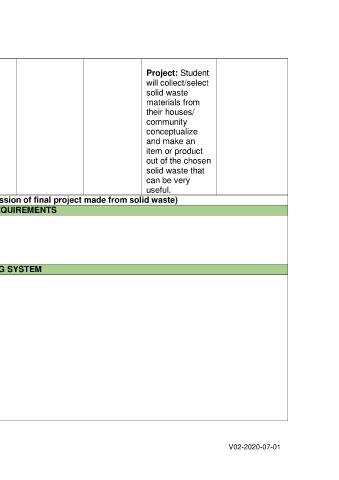 Project: Student
will collect/select
solid waste
materials from
their houses/
community
conceptualize
and make an
item or product
out of the chosen
solid waste that
can be very
useful.
ssion of final project made from solid waste)
QUIREMENTS
G SYSTEM
V02-2020-07-01